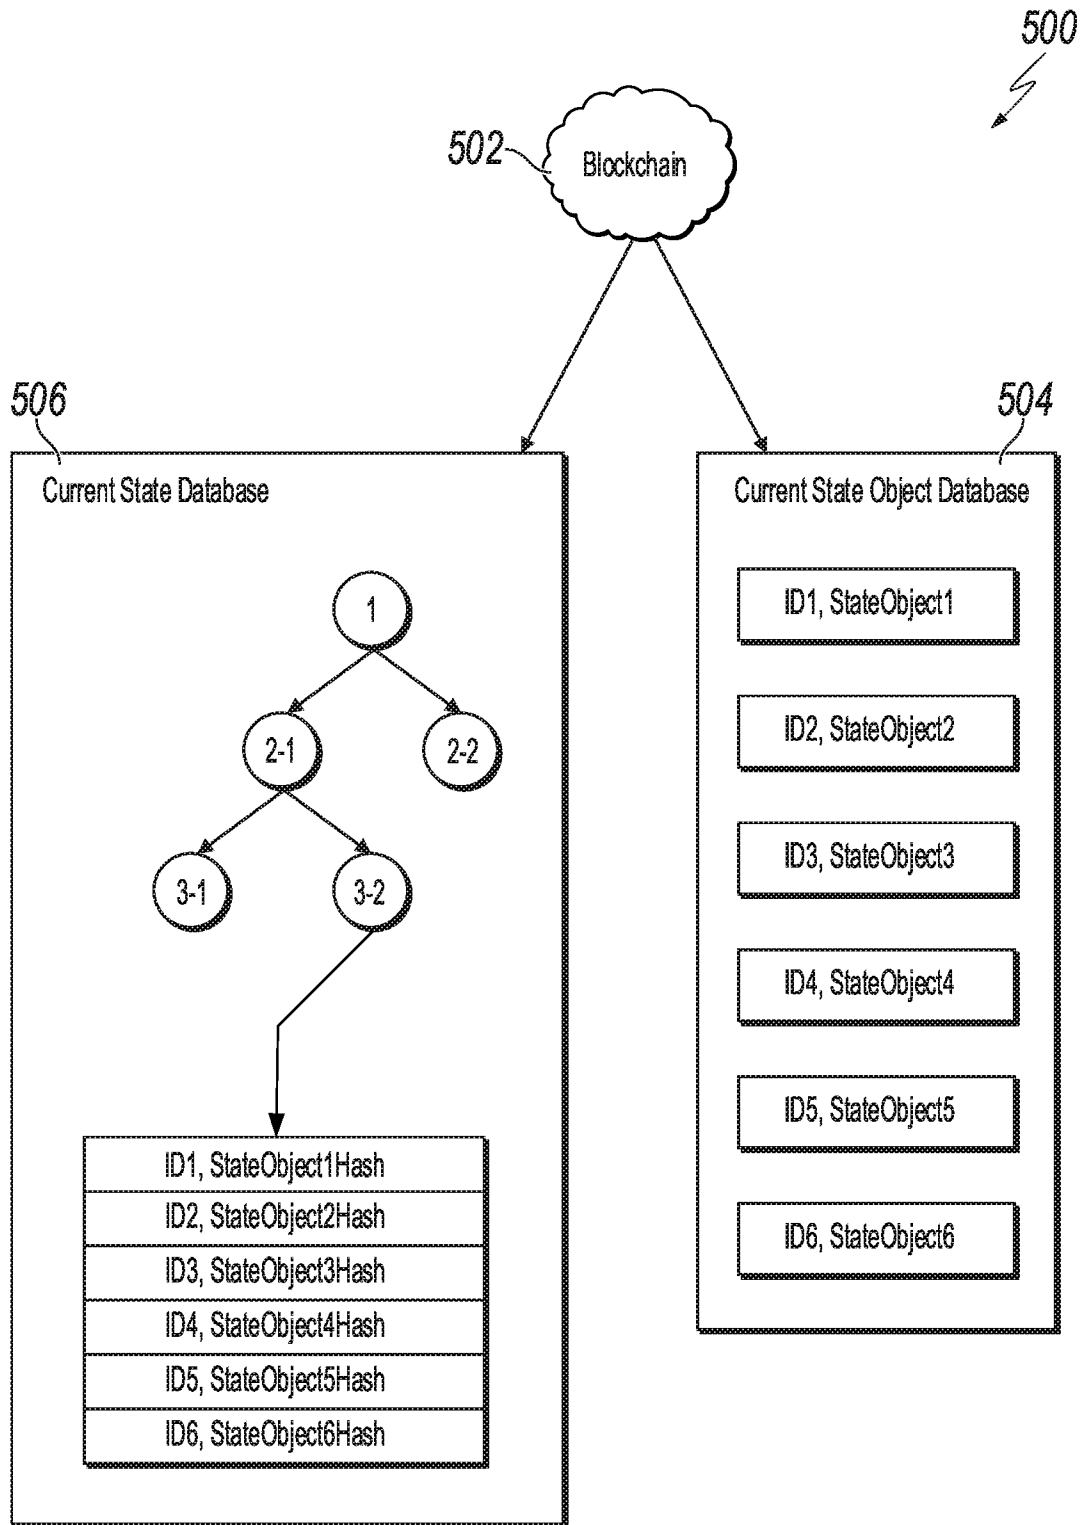 500
502
Blockchain
506
504
Current State Database
Current State Object Database
1
2-1
2-2
3-1
3-2
ID1, StateObject1Hash
ID2, StateObject2Hash
ID3, StateObject3Hash
ID4, StateObject4Hash
ID5, StateObject5Hash
ID6, StateObject6Hash
ID1, StateObject1
ID2, StateObject2
ID3, StateObject3
ID4, StateObject4
ID5, StateObject5
ID6, StateObject6